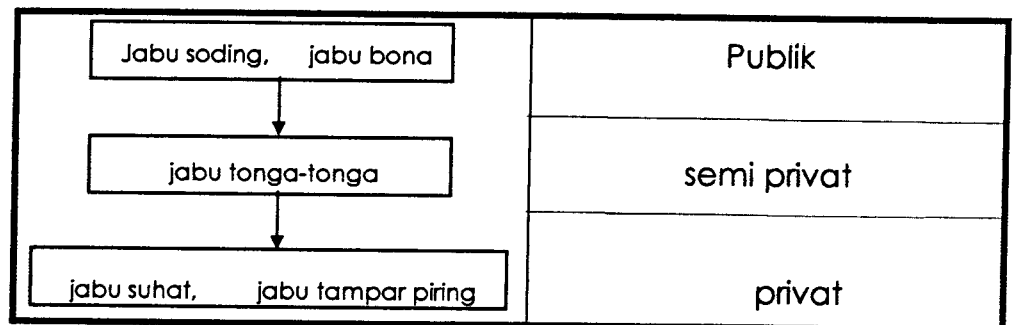 Jabu soding, jabu bona
Publik
jabu tonga-tonga
semi privat
jabu suhat, jabu tampar piring
privat